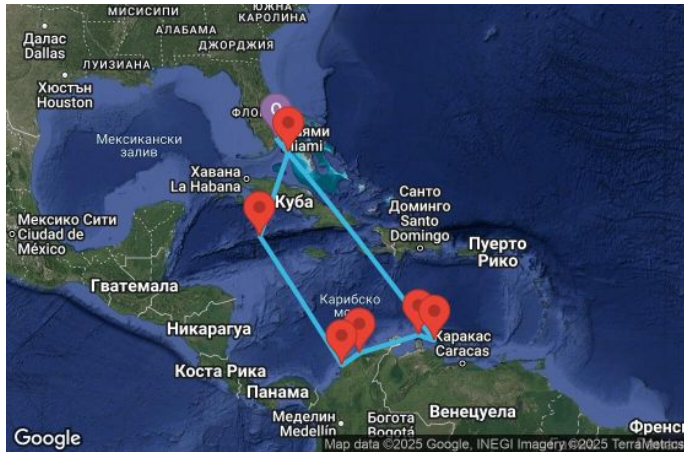 МИСИСИПИ
ЮЖНА
КАРОЛИНА
АЛАБАМА
Далас
Dallas
ДЖОРДЖИЯ
ЛУИЗИАНА
Хюстън
Houston
ФЛО
аями
Miami
Мексикански
залив
Хавана
La Habana
Куба
Санто
Доминго
Santo
Domingo
Мексико Сити
Ciudad de
México
Пуерто
Рико
Гватемала
Карибско
Никарагуа
Каракас
Caracas
Коста Рика
Панама
Меделин
Medellín
Богота
Bogotá
Венецуела
Френс
Google
Map data ©2025 Google, INEGI Imagery ©2025 TerraMetrics